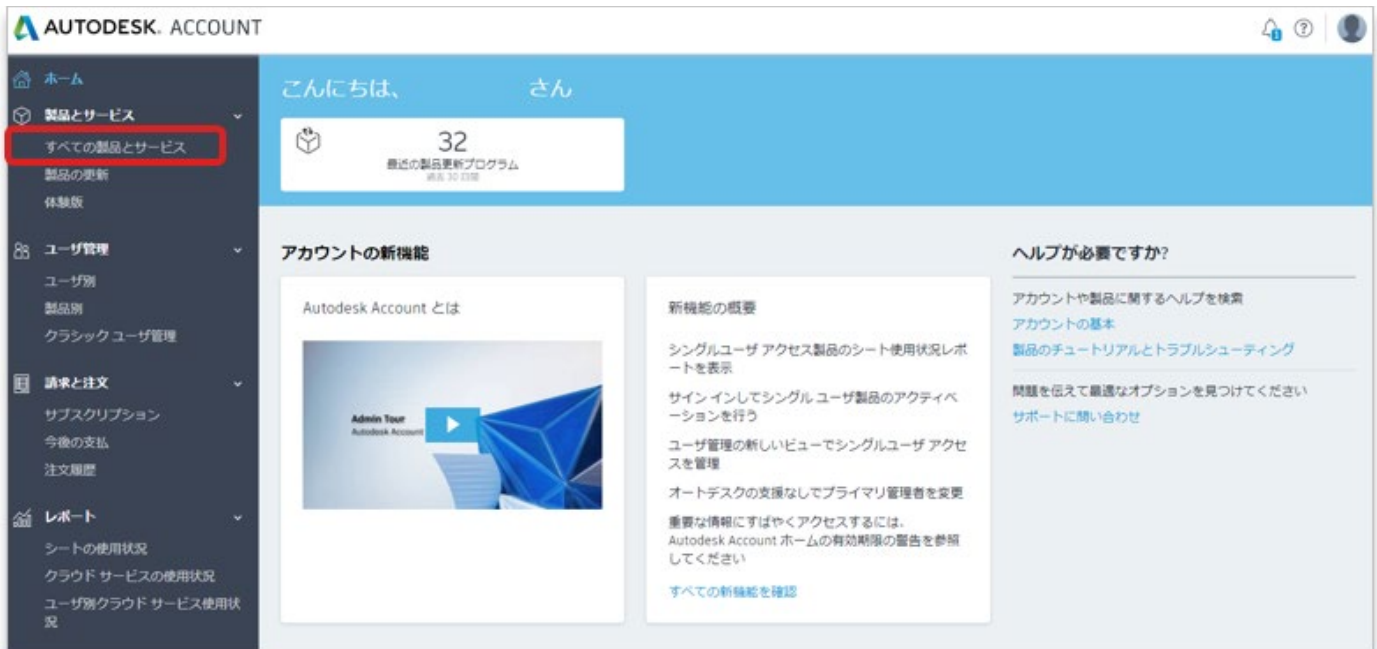 AUTODESK. ACCOUNT
1
ホーム
製品とサービス
すべての製品とサービス
製品の更新
体験版
ユーザ管理
ユーザ別
製品別
クラシック ユーザ管理
請求と注文
サブスクリプション
今後の支払
注文履歴
レポート
シートの使用状況
クラウド サービスの使用状況
ユーザ別クラウド サービス使用状
況
こんにちは、 さん
32
最近の製品更新プログラム
過去 30 日間
アカウントの新機能
Autodesk Account とは
Admin Tour
Autodesk Account
新機能の概要
シングルユーザ アクセス製品のシート使用状況レポ
ートを表示
サイン インしてシングル ユーザ製品のアクティベ
ーションを行う
ユーザ管理の新しいビューでシングルユーザ アクセ
スを管理
オートデスクの支援なしでプライマリ管理者を変更
重要な情報にすばやくアクセスするには、
Autodesk Account ホームの有効期限の警告を参照
してください
すべての新機能を確認
ヘルプが必要ですか?
アカウントや製品に関するヘルプを検索
アカウントの基本
製品のチュートリアルとトラブルシューティング
問題を伝えて最適なオプションを見つけてください
サポートに問い合わせ